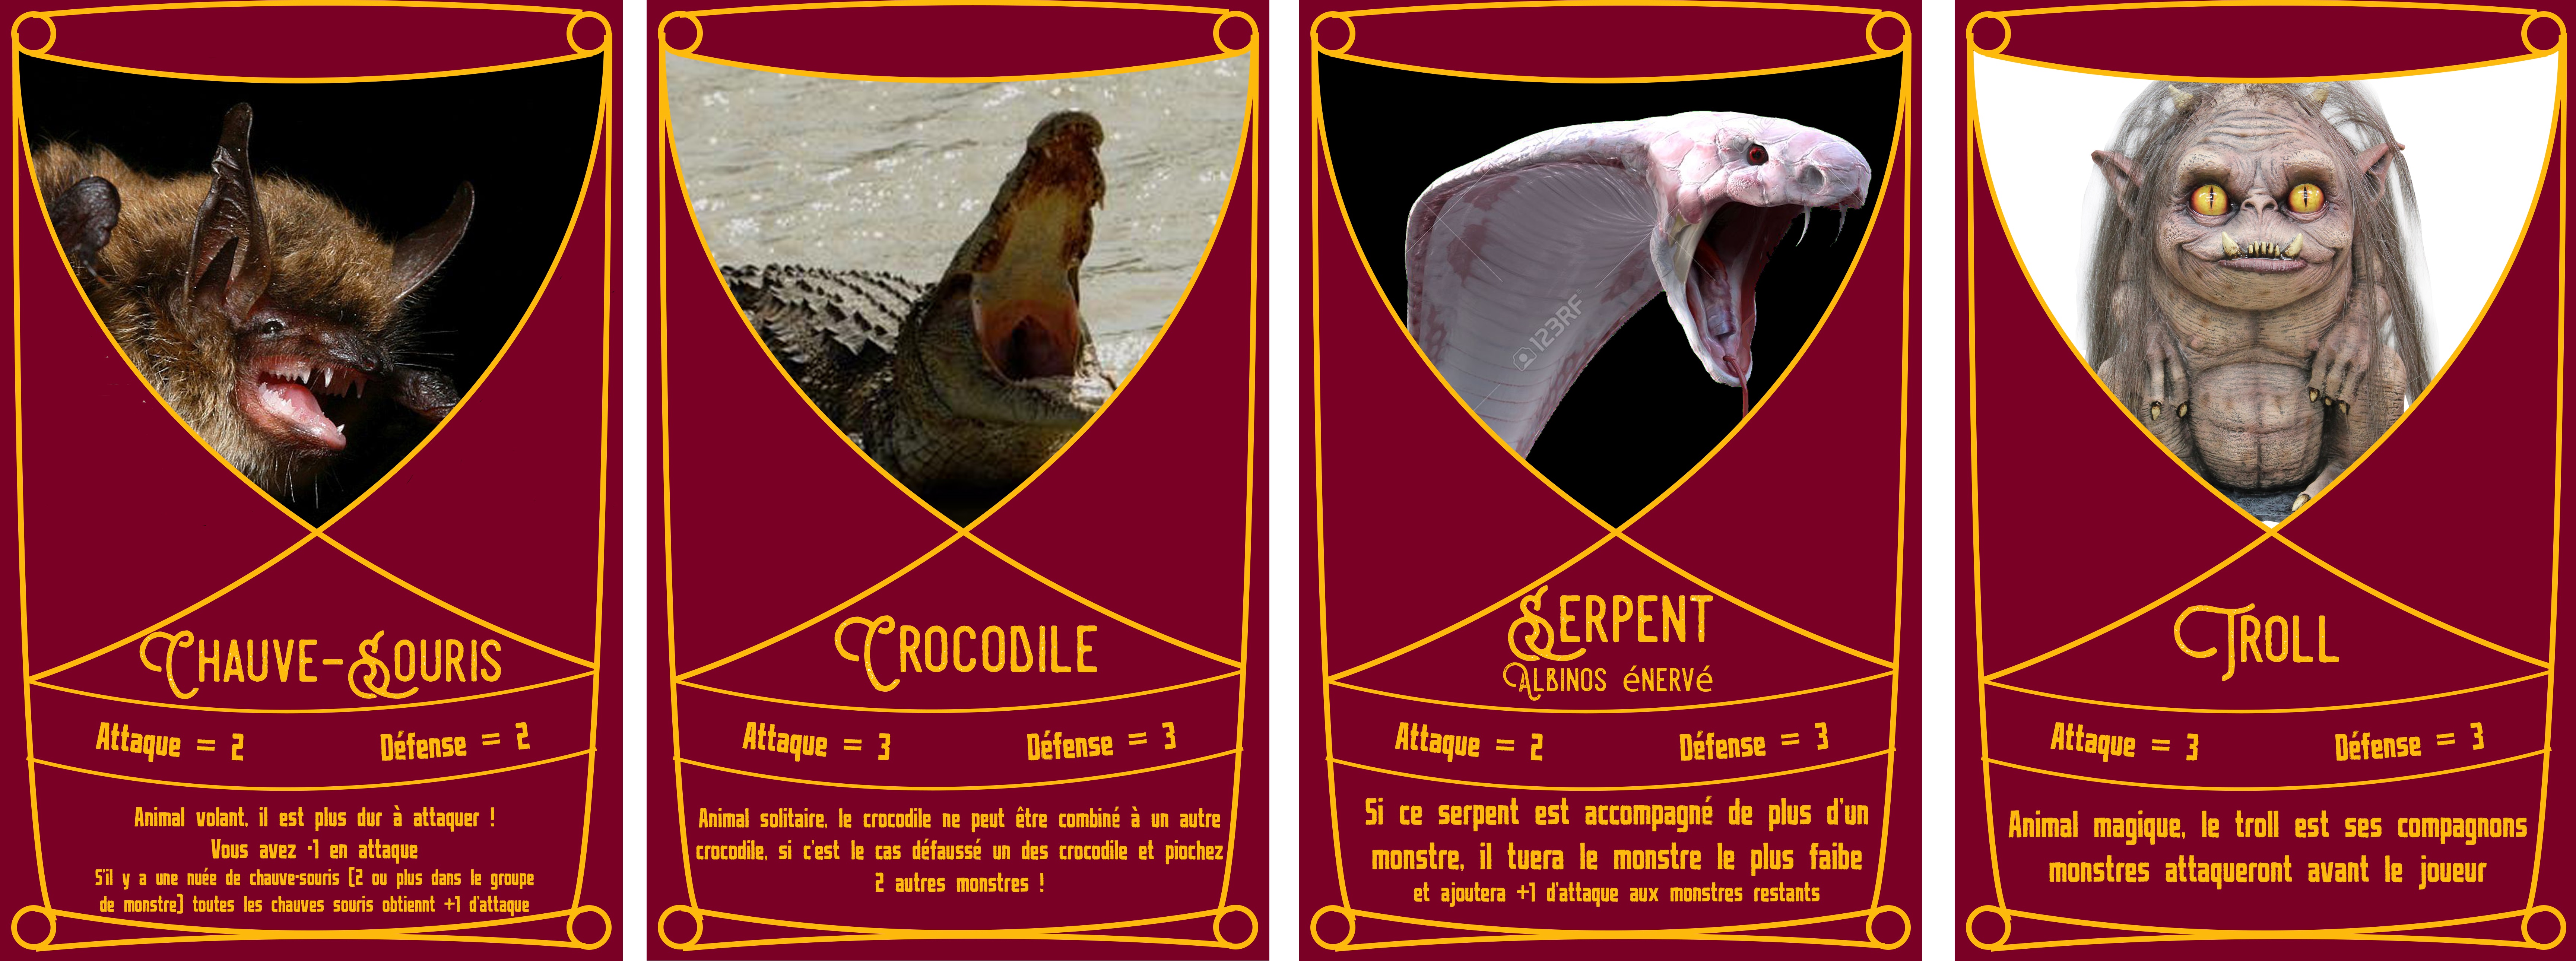 CHAUVE-SOURIS
Attaque = 2 Défense = 2
Animal volant, il est plus dur à attaquer !
Vous avez -1 en attaque
S'il y a une nuée de chauve-souris (2 ou plus dans le groupe
de monstre) toutes les chauves souris obtiennt +1 d'attaque
CROCODILE
Attaque = 3 Défense = 3
Animal solitaire, le crocodile ne peut être combiné à un autre
crocodile, si c'est le cas défaussé un des crocodile et piochez
2 autres monstres !
123RF
SERPENT
ALBINOS éNERVé
Attaque = 2 Défense = 3
Si ce serpent est accompagné de plus d'un
monstre, il tuera le monstre le plus faibe
et ajoutera +1 d'attaque aux monstres restants
TROLL
Attaque = 3 Défense = 3
Animal magique, le troll est ses compagnons
monstres attaqueront avant le joueur